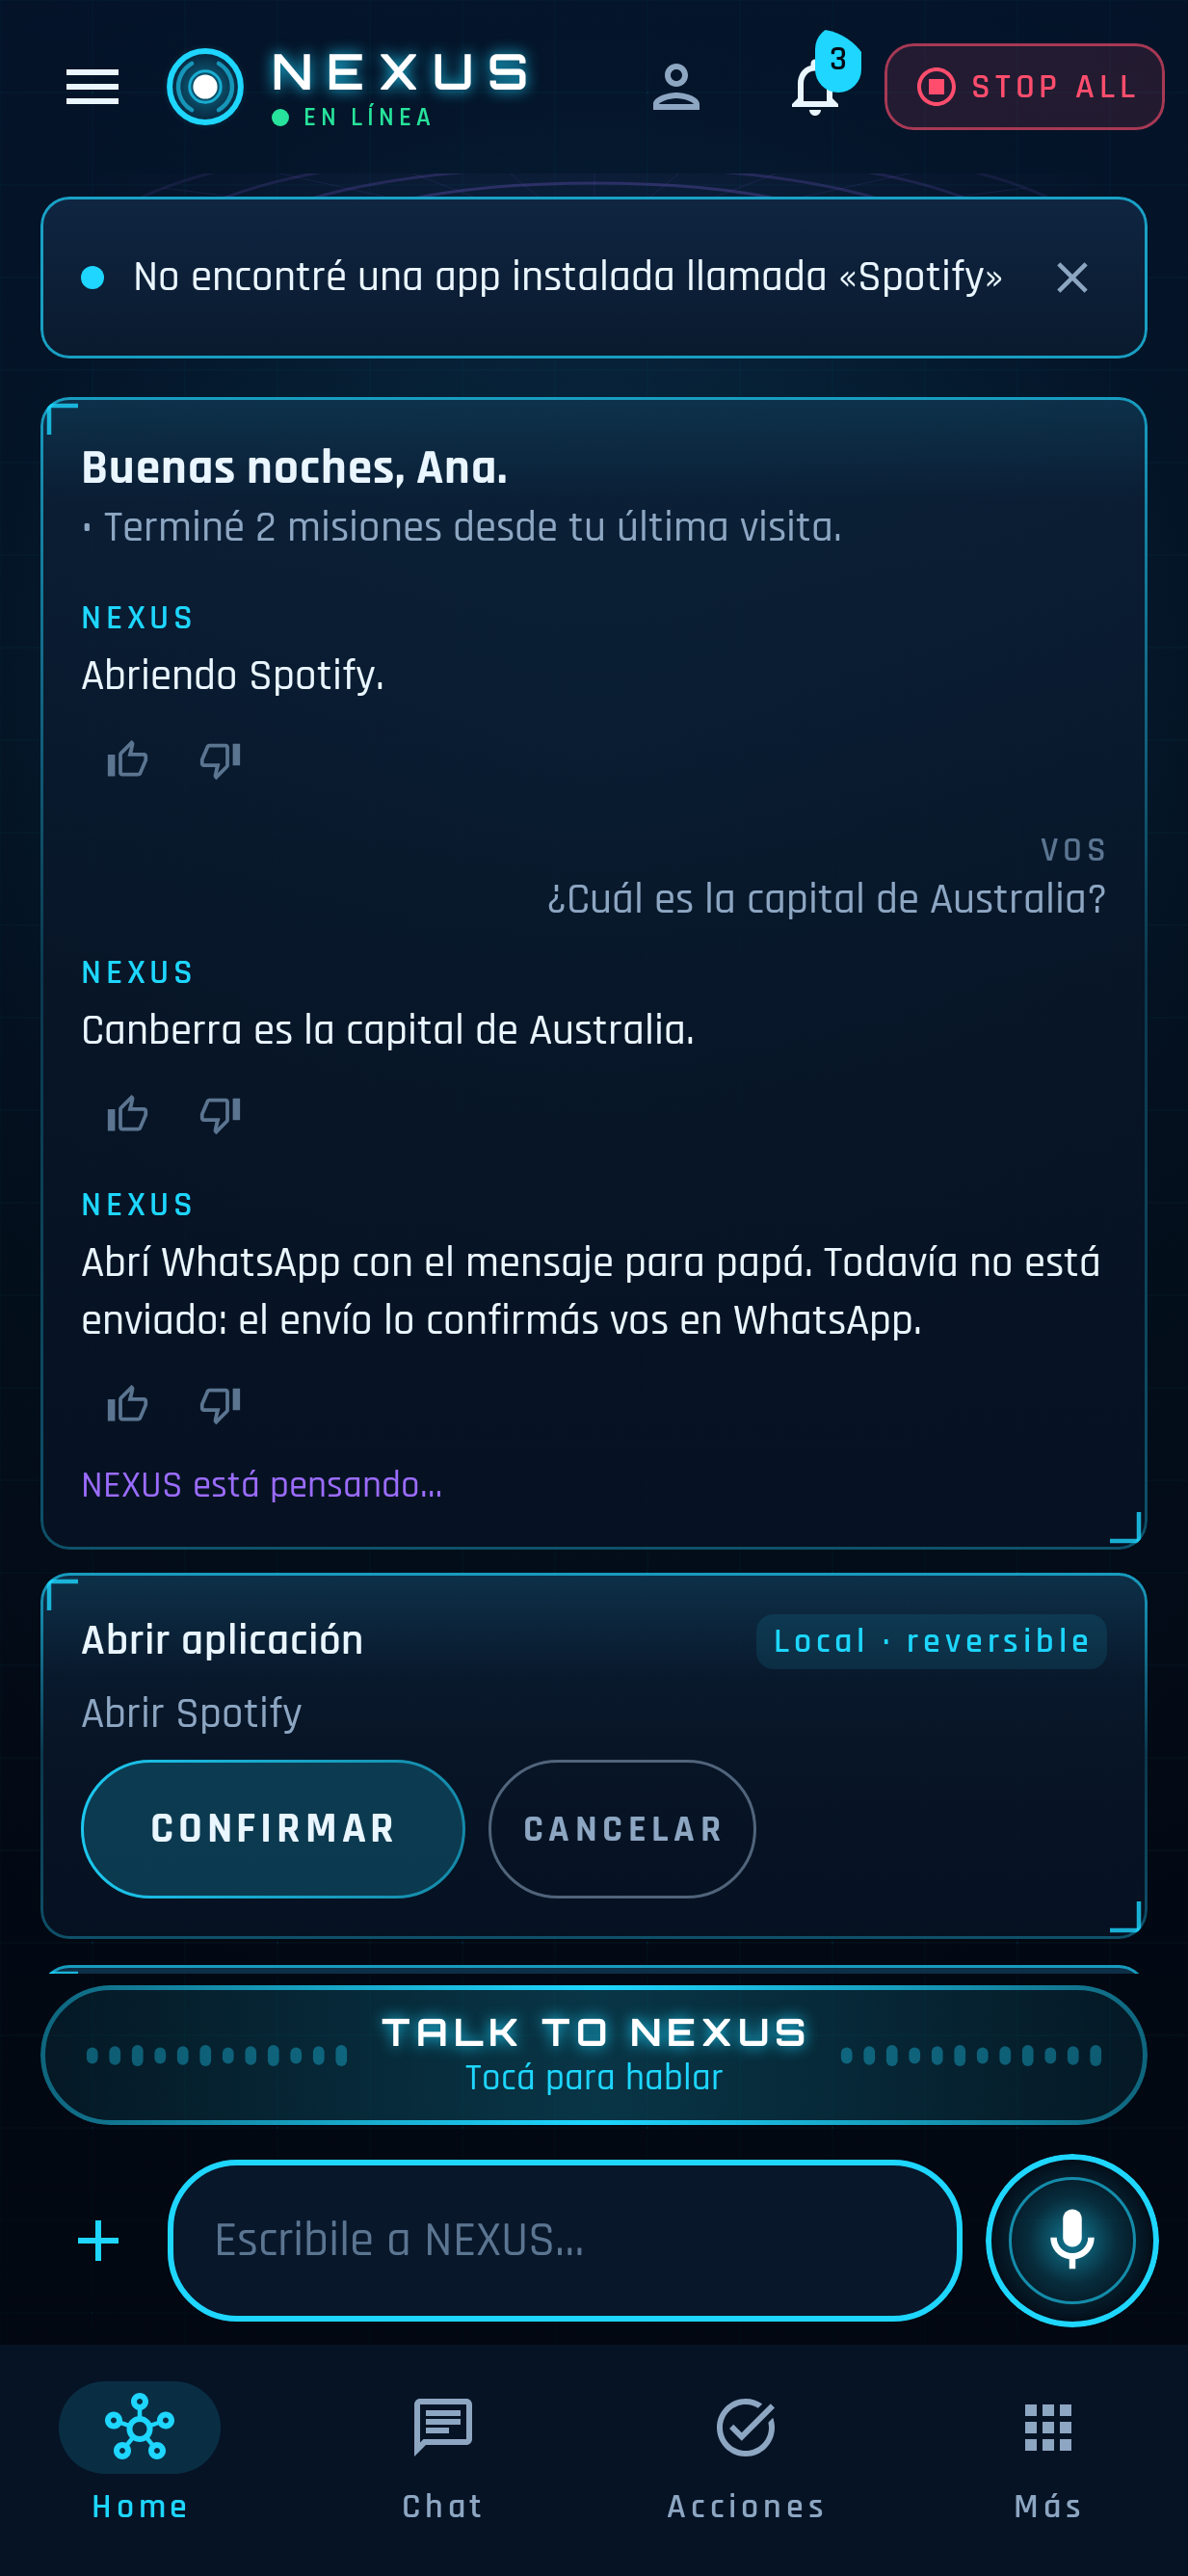 NEXUS
EN LÍNEA
3
STOP ALL
No encontré una app instalada llamada «Spotify»
Buenas noches, Ana.
· Terminé 2 misiones desde tu última visita.
NEXUS
Abriendo Spotify.
VOS
¿Cuál es la capital de Australia?
NEXUS
Canberra es la capital de Australia.
NEXUS
Abrí WhatsApp con el mensaje para papá. Todavía no está
enviado: el envío lo confirmás vos en WhatsApp.
NEXUS está pensando...
Abrir aplicación
Local · reversible
Abrir Spotify
CONFIRMAR
CANCELAR
TALK TO NEXUS
Tocá para hablar
Escribile a NEXUS...
Home
Chat
Acciones
Más